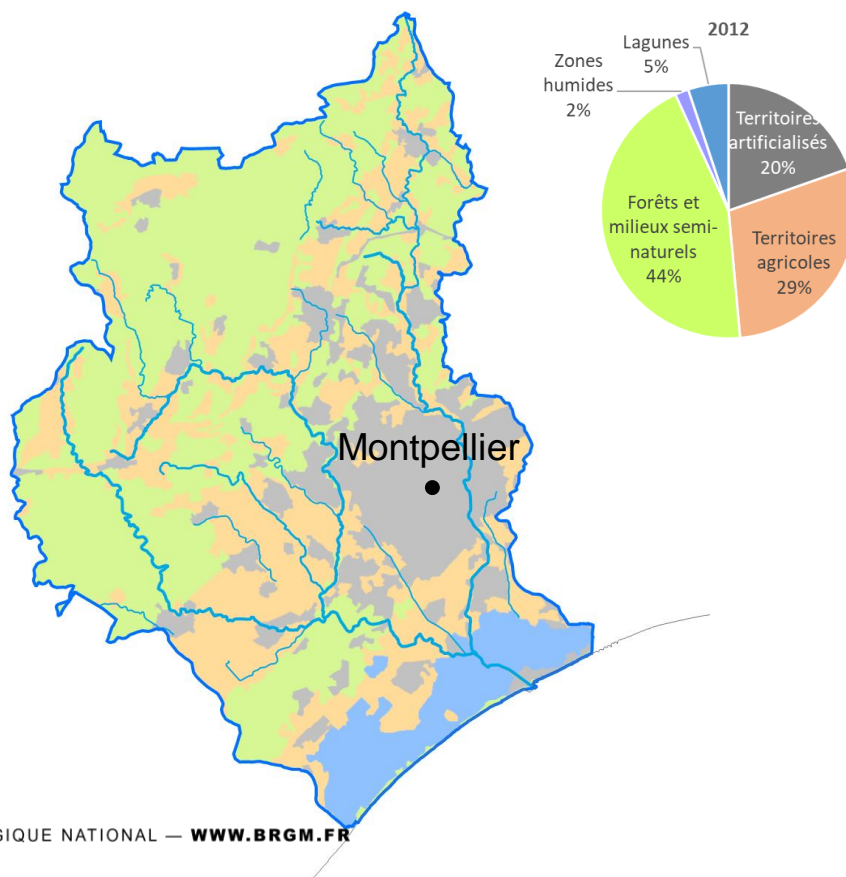 2012
Lagunes
5%
Zones
humides
2%
Territoires
artificialisés
20%
Forêts et
milieux semi-
naturels
44%
Territoires
agricoles
29%
Montpellier
GIQUE NATIONAL — WWW.BRGM.FR